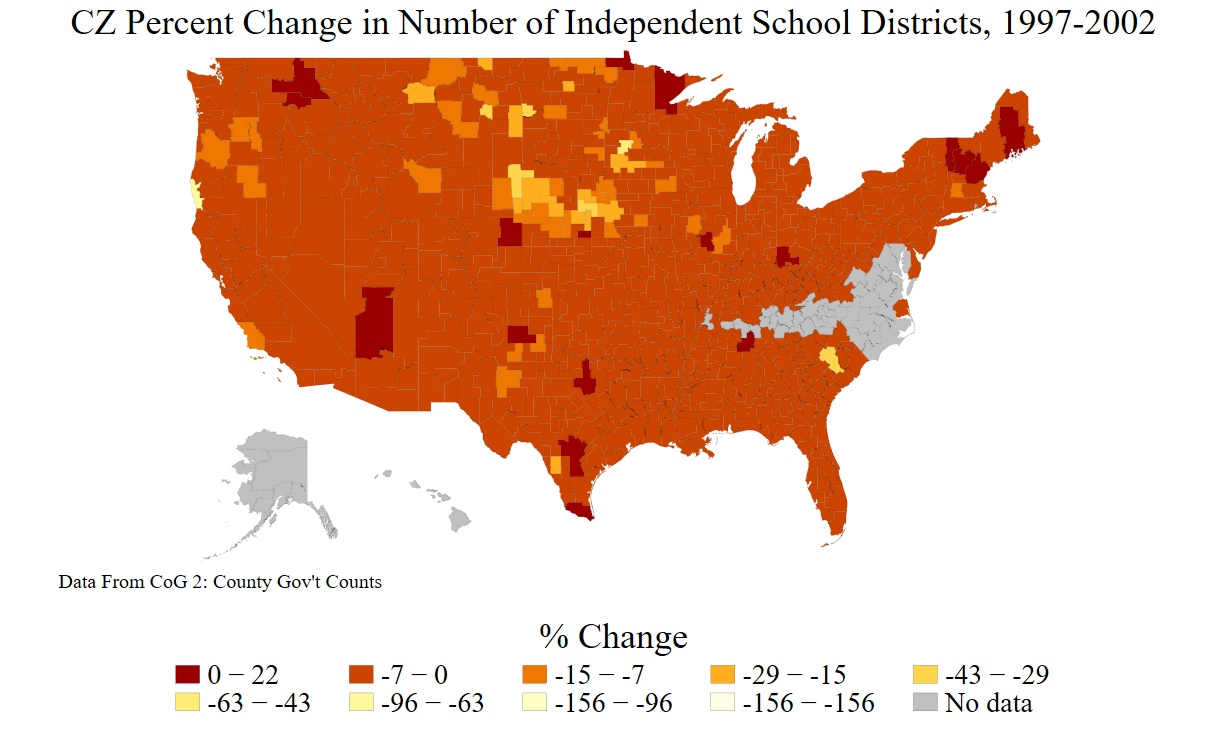 CZ Percent Change in Number of Independent School Districts, 1997-2002
Data From CoG 2: County Gov't Counts
% Change
0 − 22
-7 − 0
-15 − -7
-29 − -15
-43 − -29
-63 − -43
-96 − -63
-156 − -96
-156 − -156
No data